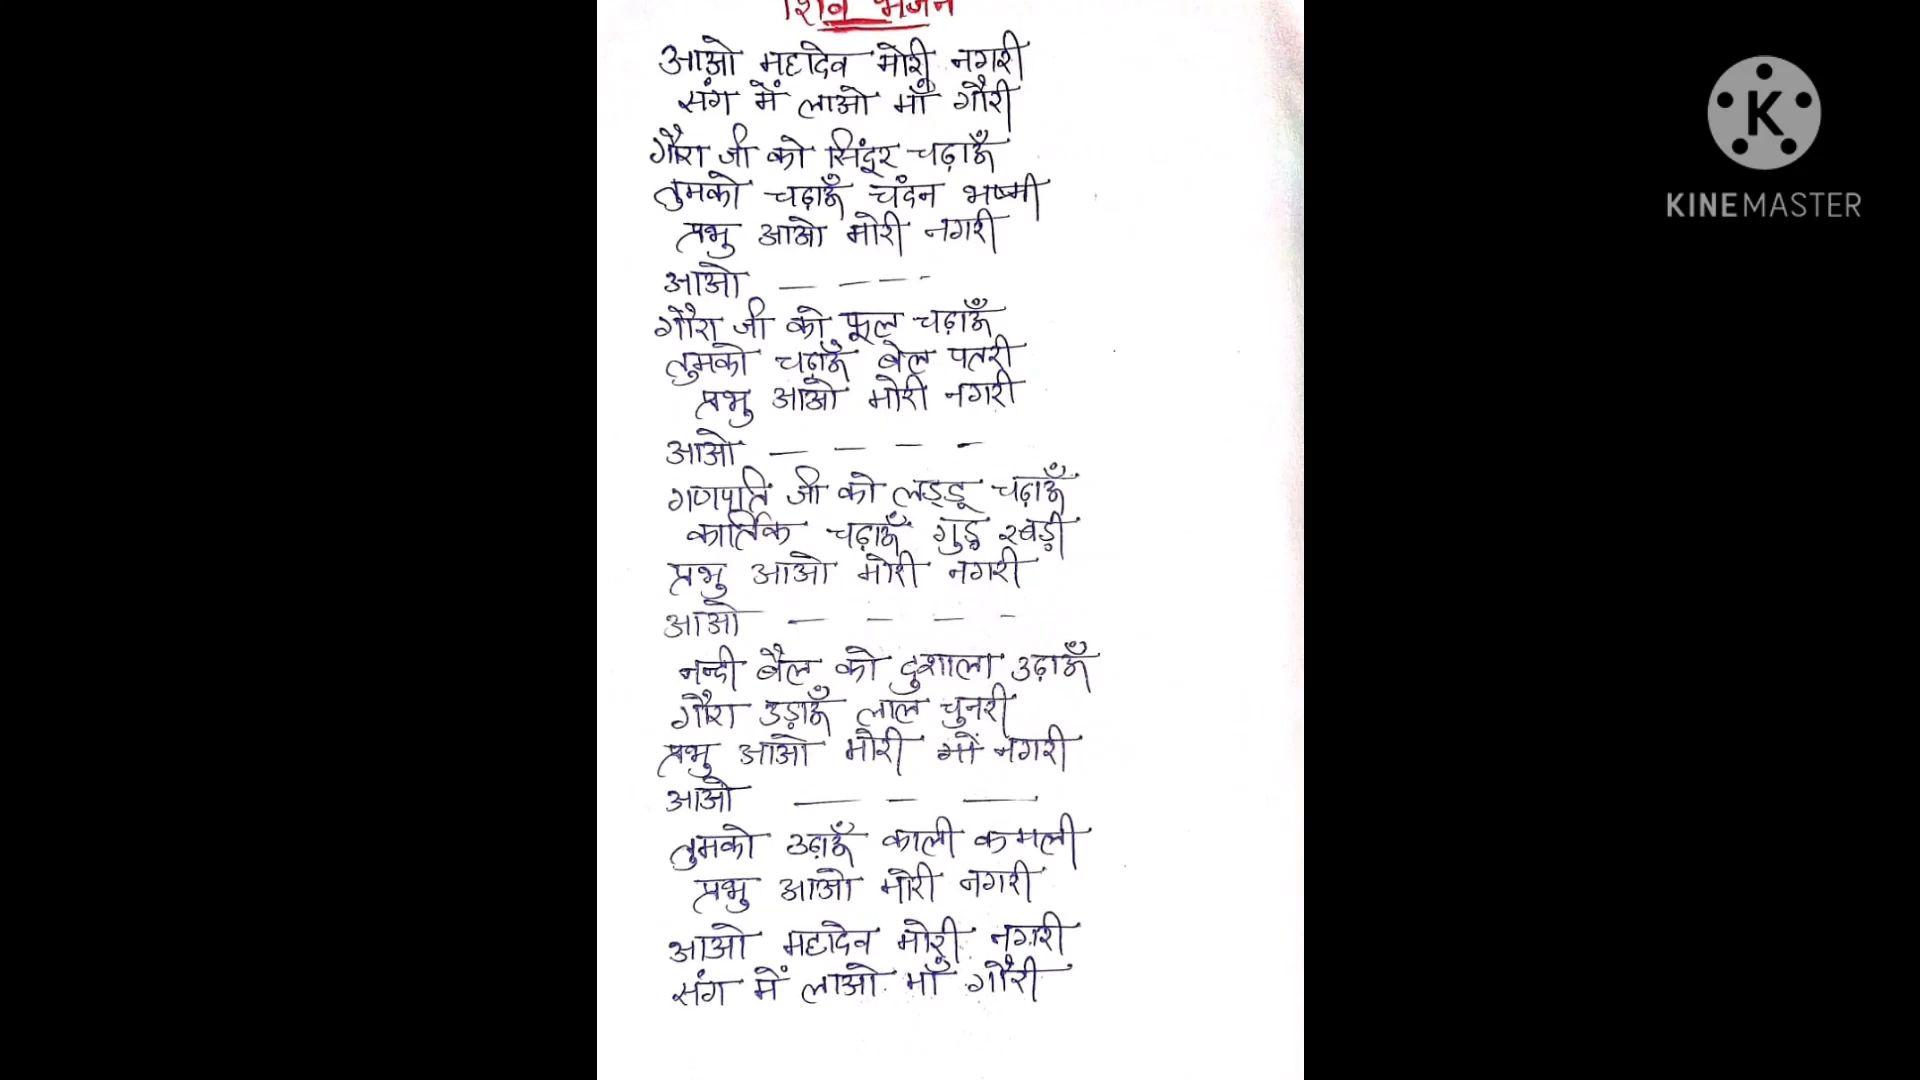 शिव भजन
आओ महादेव मोरी नगरी
संग में लाओ माँ गौरी
गौरा जी को सिंदूर चढ़ाऊँ
तुमको चढ़ाऊँ चंदन भष्मी
प्रभु आओ मोरी नगरी
आओ — — — -
गौरा जी को फूल चढ़ाऊँ
तुमको चढ़ाऊँ बेल पतरी
प्रभु आओ मोरी नगरी
आओ — — — -
गणपति जी को लड्डू चढ़ाऊँ
कार्तिक चढ़ाऊँ गुड़ रबड़ी
प्रभु आओ मोरी नगरी
आओ — — — -
नन्दी बैल को दुशाला उढ़ाऊँ
गौरा उड़ाऊँ लाल चुनरी
प्रभु आओ मोरी नगरी
आओ — — —
तुमको उढ़ाऊँ काली कमली
प्रभु आओ मोरी नगरी
आओ महादेव मोरी नगरी
संग में लाओ माँ गौरी
K
KINEMASTER